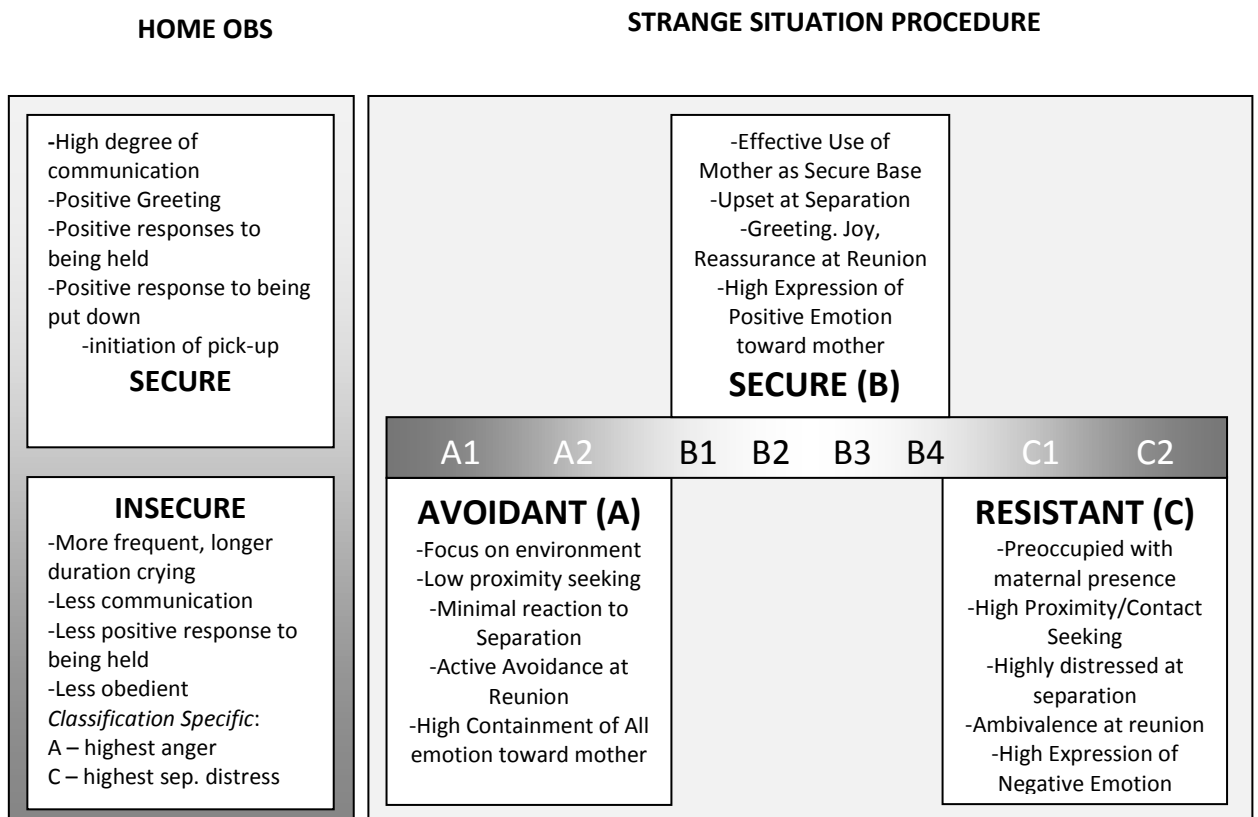 HOME OBS
STRANGE SITUATION PROCEDURE
-High degree of
communication
-Positive Greeting
-Positive responses to
being held
-Positive response to being
put down
-initiation of pick-up
SECURE
INSECURE
-More frequent, longer
duration crying
-Less communication
-Less positive response to
being held
-Less obedient
Classification Specific:
A – highest anger
C – highest sep. distress
-Effective Use of
Mother as Secure Base
-Upset at Separation
-Greeting. Joy,
Reassurance at Reunion
-High Expression of
Positive Emotion
toward mother
SECURE (B)
A1 A2 B1 B2 B3 B4 C1 C2
AVOIDANT (A)
-Focus on environment
-Low proximity seeking
-Minimal reaction to
Separation
-Active Avoidance at
Reunion
-High Containment of All
emotion toward mother
RESISTANT (C)
-Preoccupied with
maternal presence
-High Proximity/Contact
Seeking
-Highly distressed at
separation
-Ambivalence at reunion
-High Expression of
Negative Emotion